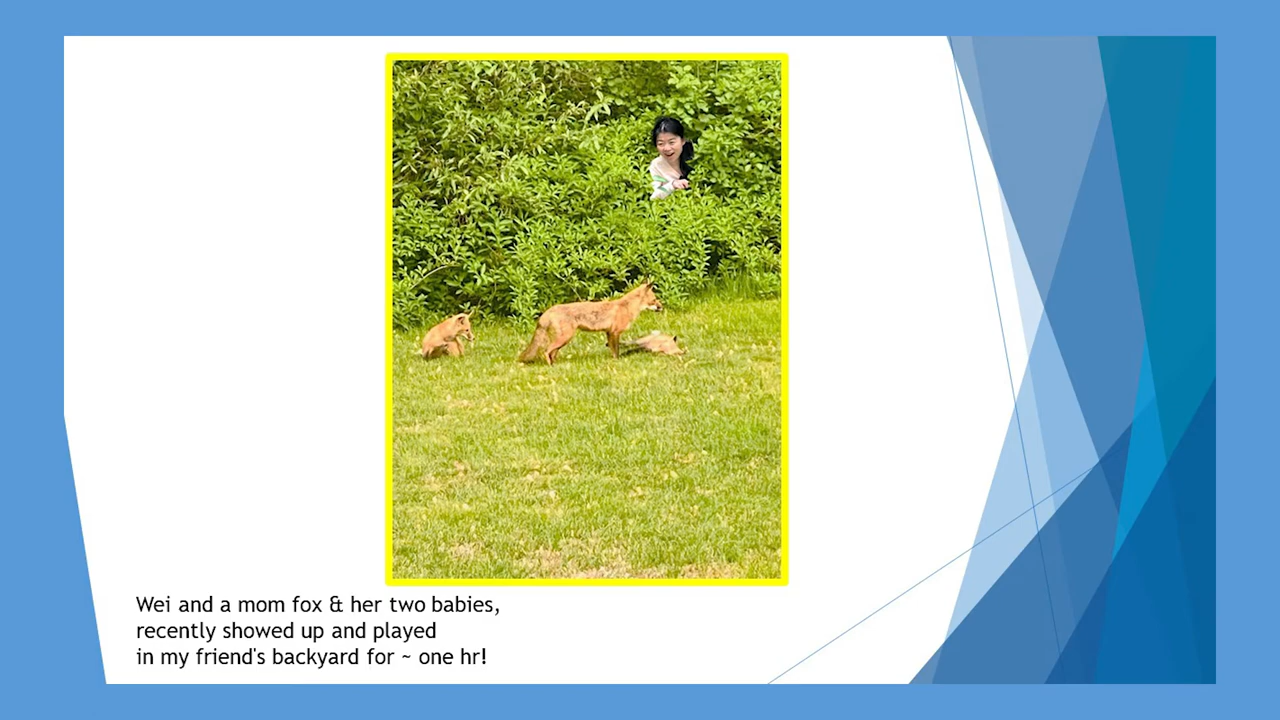 Wei and a mom fox & her two babies,
recently showed up and played
in my friend's backyard for ~ one hr!